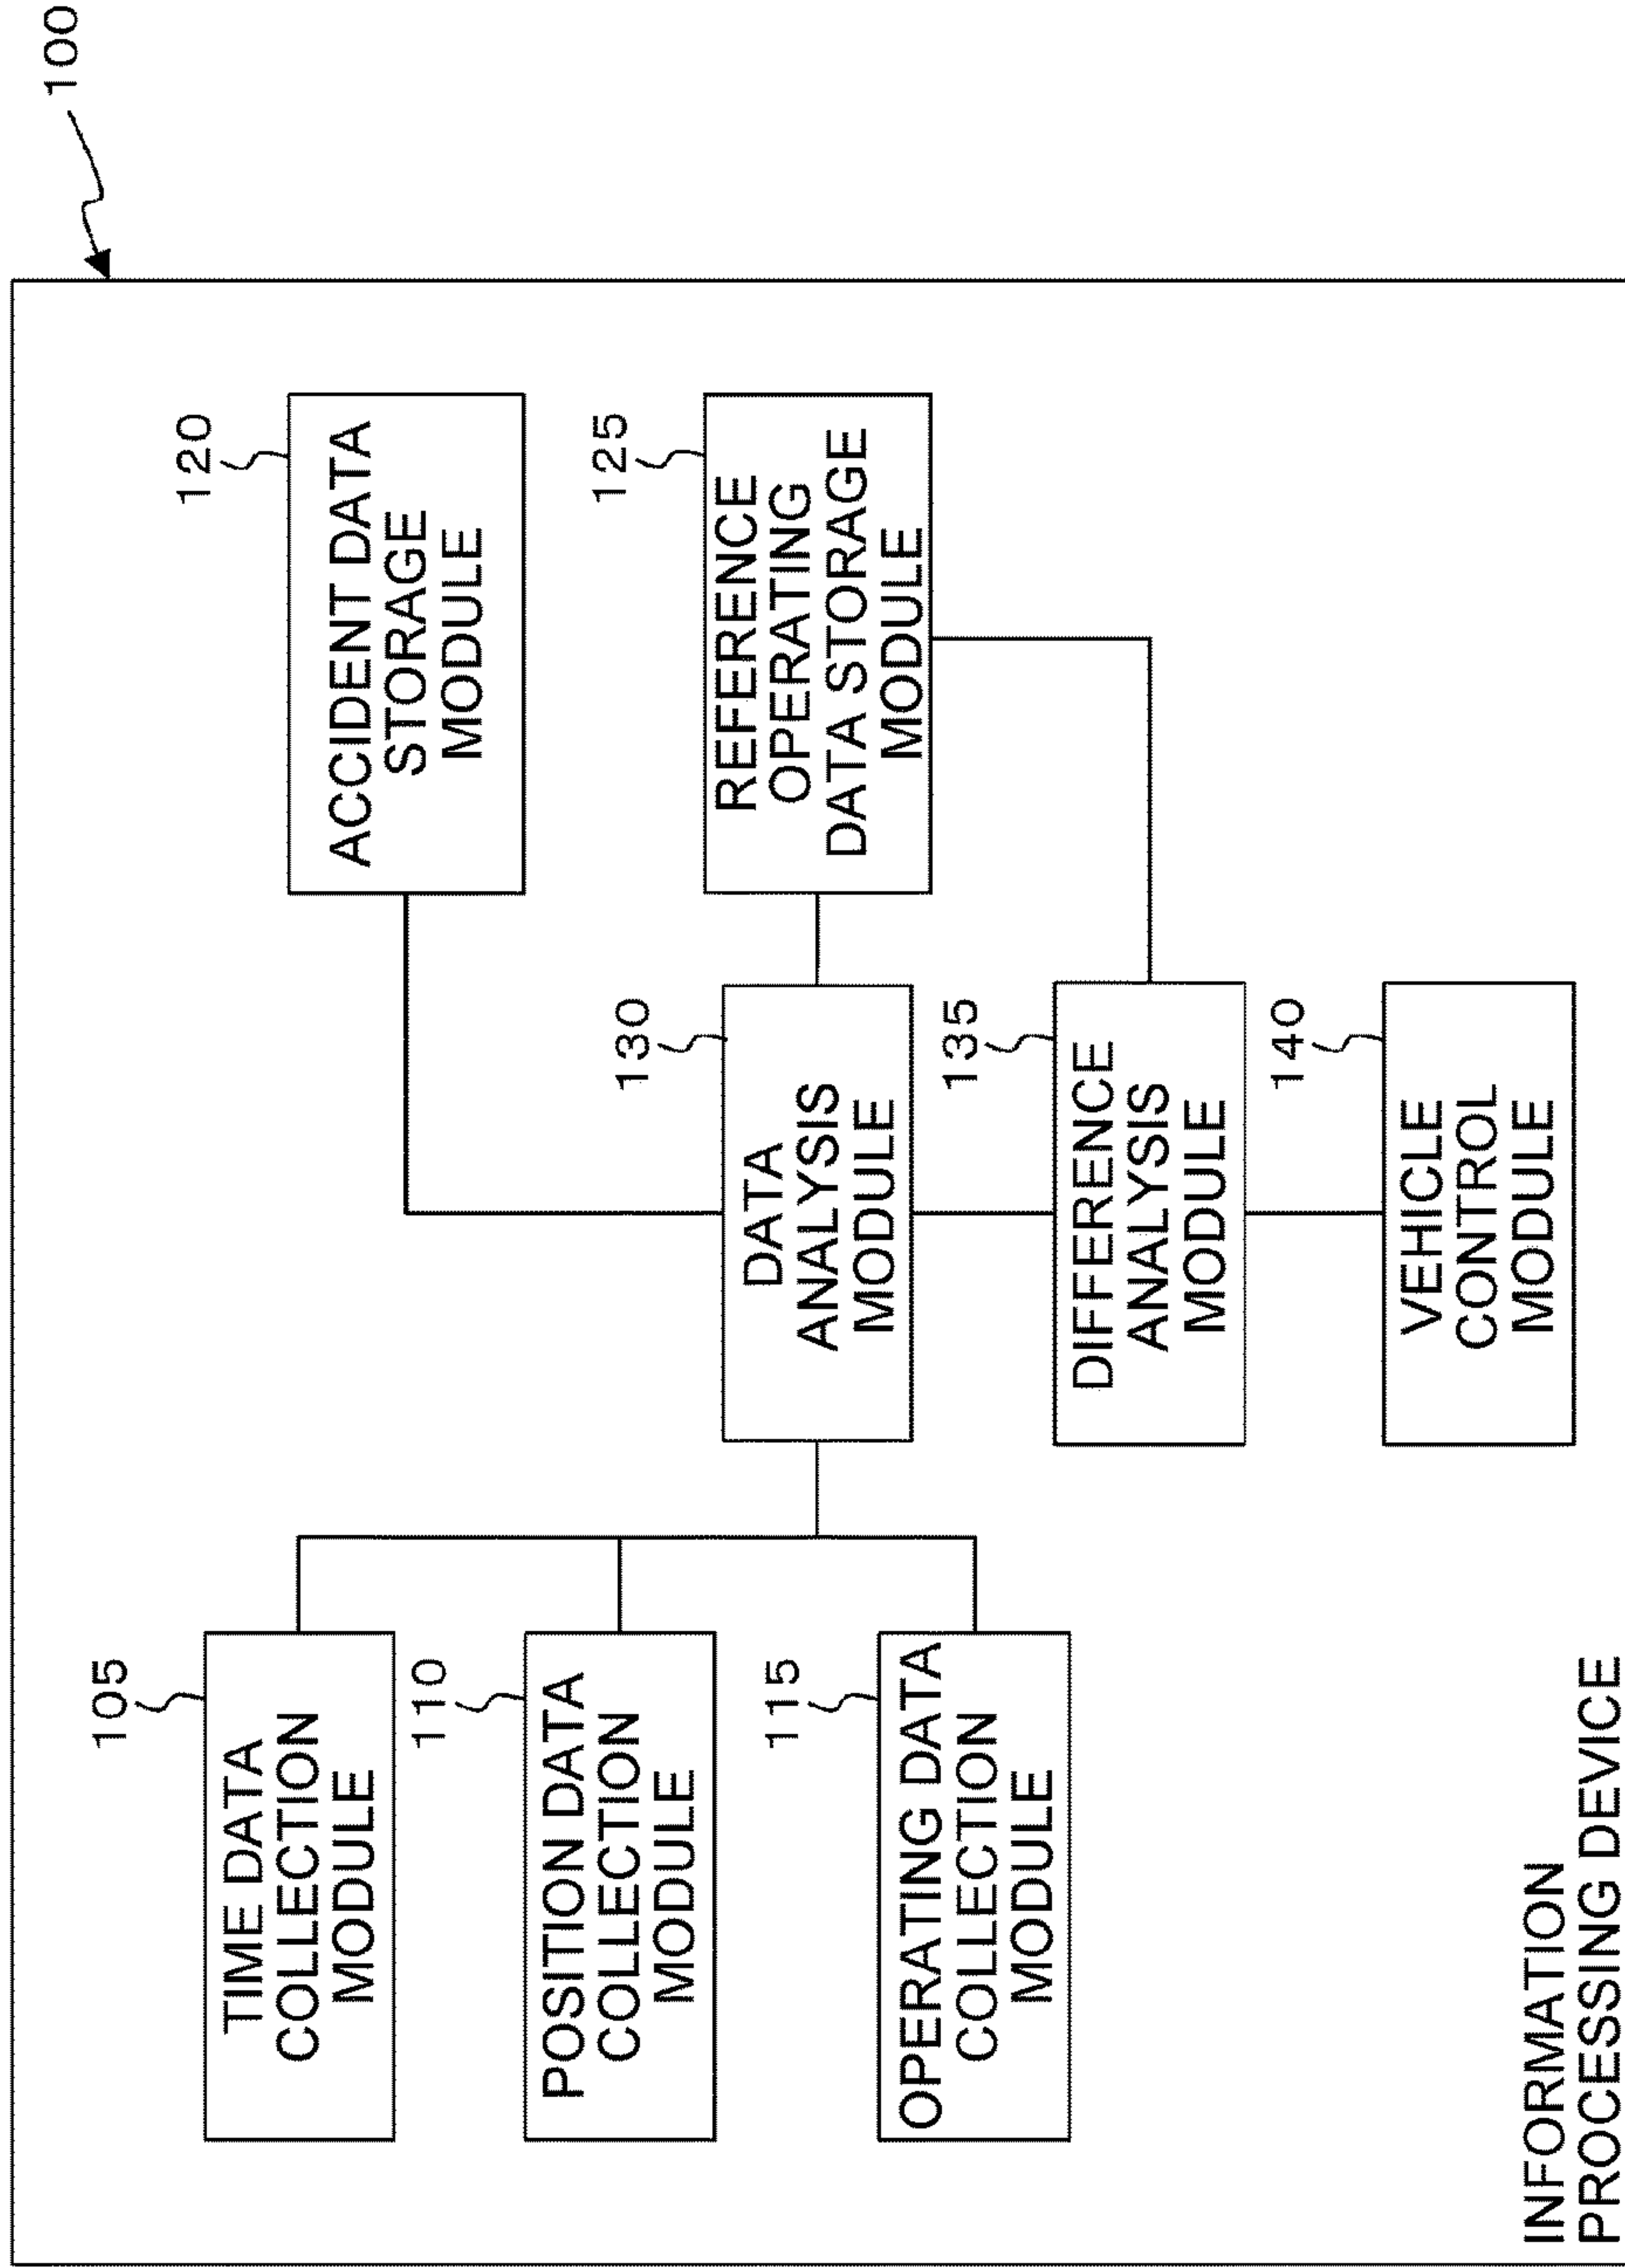 100
105
TIME DATA
COLLECTION
MODULE
110
POSITION DATA
COLLECTION
MODULE
115
OPERATING DATA
COLLECTION
MODULE
120
ACCIDENT DATA
STORAGE
MODULE
125
REFERENCE
OPERATING
DATA STORAGE
MODULE
130
DATA
ANALYSIS
MODULE
135
DIFFERENCE
ANALYSIS
MODULE
140
VEHICLE
CONTROL
MODULE
INFORMATION
PROCESSING DEVICE